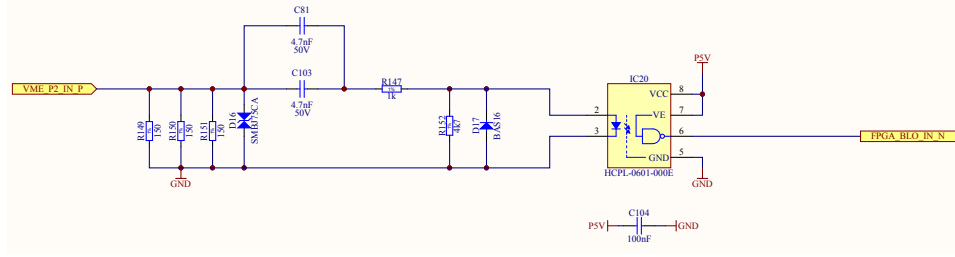 C81
4.7nF
50V
C103
4.7nF
50V
VME_P2_IN_P
R147
1%
1k
R149
150
R150
150
R151
150
D16
SMBJ75CA
GND
R152
4k7
D17
BAS16
P5V
IC20
VCC
8
2
VE
7
3
6
FPGA_BLO_IN_N
GND
5
HCPL-0601-000E
GND
C104
P5V
GND
100nF